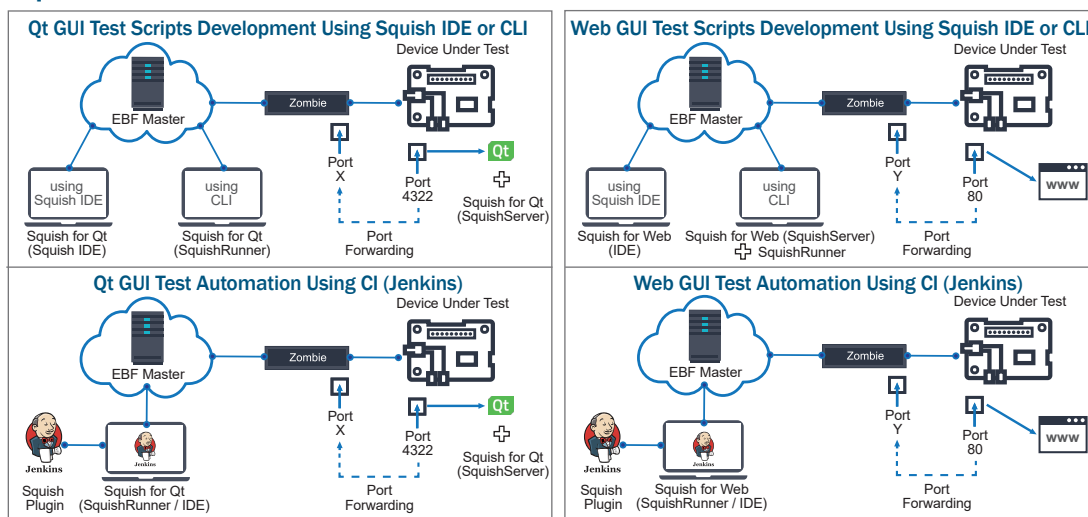 Qt GUI Test Scripts Development Using Squish IDE or CLI
Device Under Test
Zombie
EBF Master
using
Squish IDE
using
CLI
Port
X
Port
4322
Qt
Squish for Qt
(SquishServer)
Squish for Qt
(Squish IDE)
Squish for Qt
(SquishRunner)
Port
Forwarding
Web GUI Test Scripts Development Using Squish IDE or CLI
Device Under Test
Zombie
EBF Master
using
Squish IDE
using
CLI
Port
Y
Port
80
www
Squish for Web
(IDE)
Squish for Web (SquishServer)
SquishRunner
Port
Forwarding
Qt GUI Test Automation Using CI (Jenkins)
Device Under Test
Zombie
EBF Master
Port
X
Port
4322
Qt
Squish for Qt
(SquishServer)
Jenkins
Jenkins
Squish
Plugin
Squish for Qt
(SquishRunner / IDE)
Port
Forwarding
Web GUI Test Automation Using CI (Jenkins)
Device Under Test
Zombie
EBF Master
Port
Y
Port
80
www
Jenkins
Jenkins
Squish
Plugin
Squish for Web
(SquishRunner / IDE)
Port
Forwarding